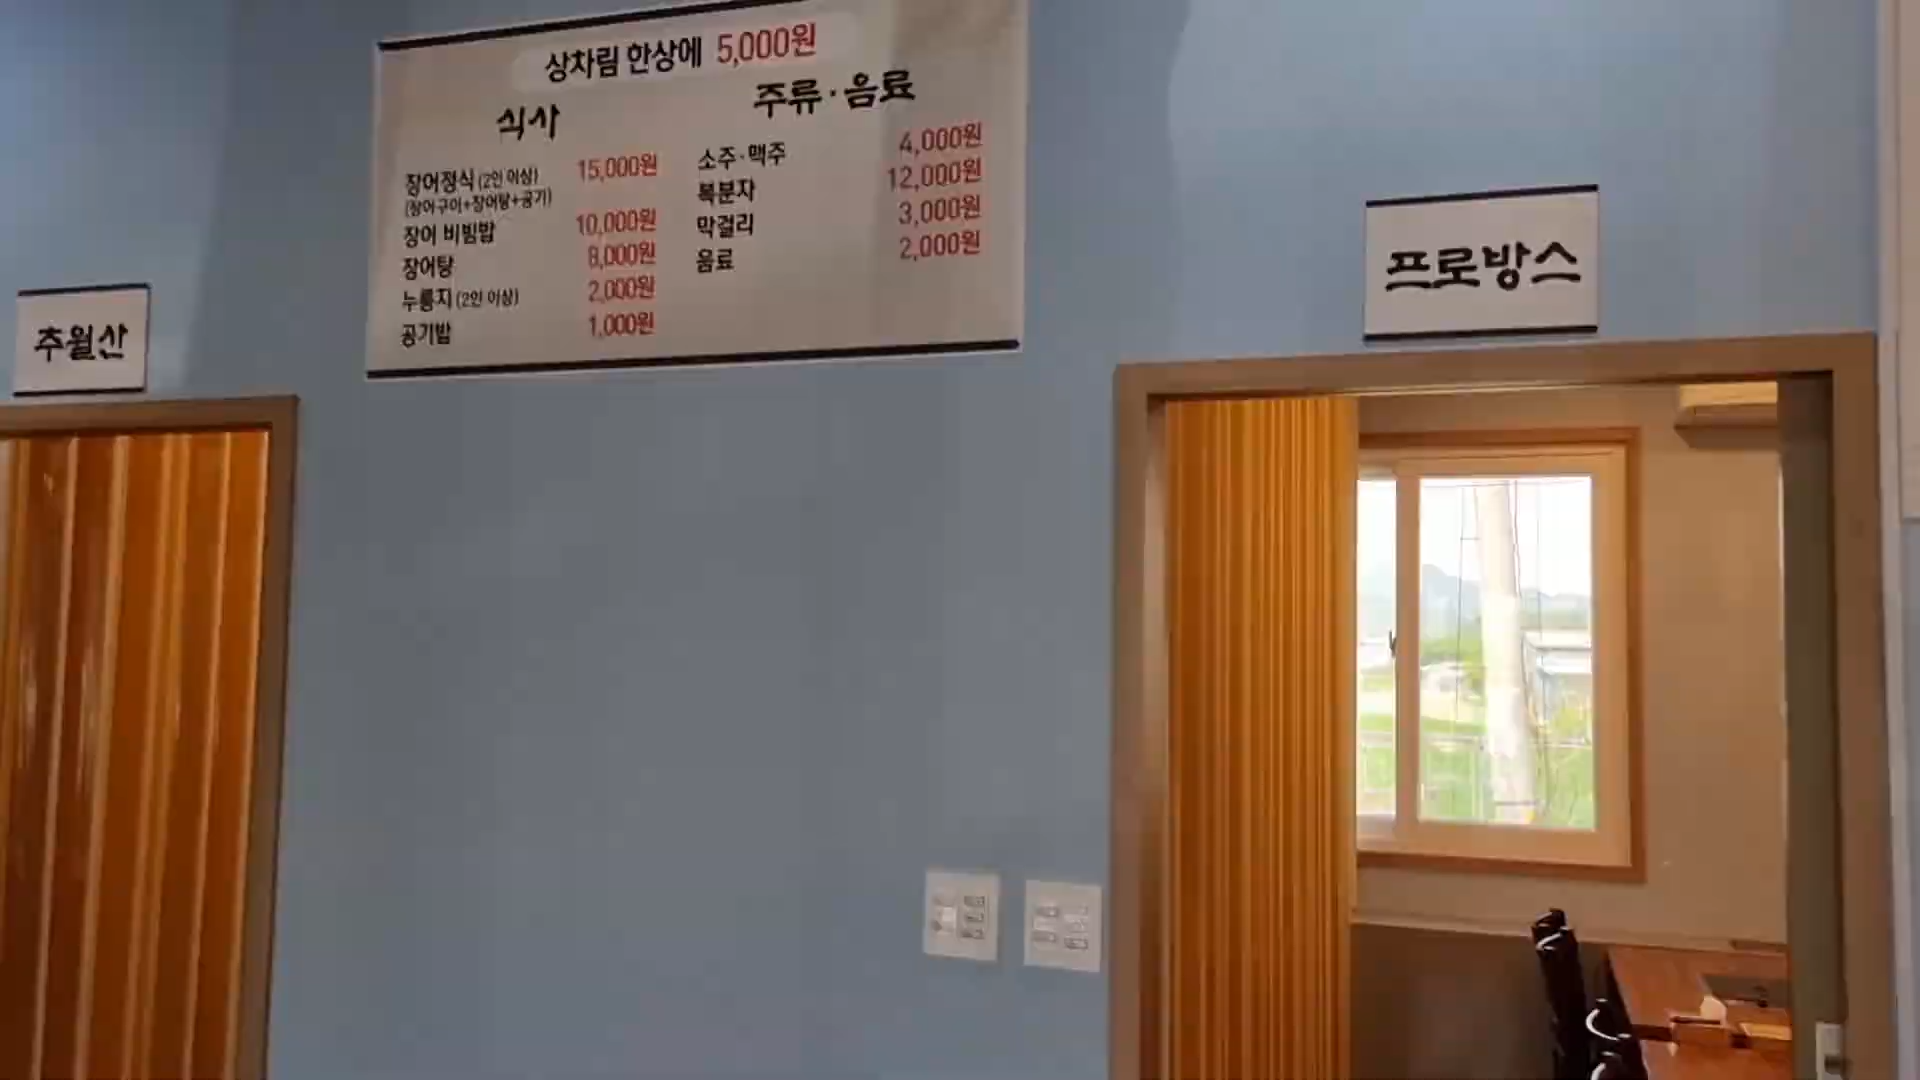 상차림 한상에 5,000원
식사
장어정식 (2인 이상) 15,000원
(장어구이+장어탕+공기)
장어 비빔밥 10,000원
장어탕 8,000원
누룽지 (2인 이상) 2,000원
공기밥 1,000원
주류·음료
소주·맥주 4,000원
복분자 12,000원
막걸리 3,000원
음료 2,000원
추월산
프로방스